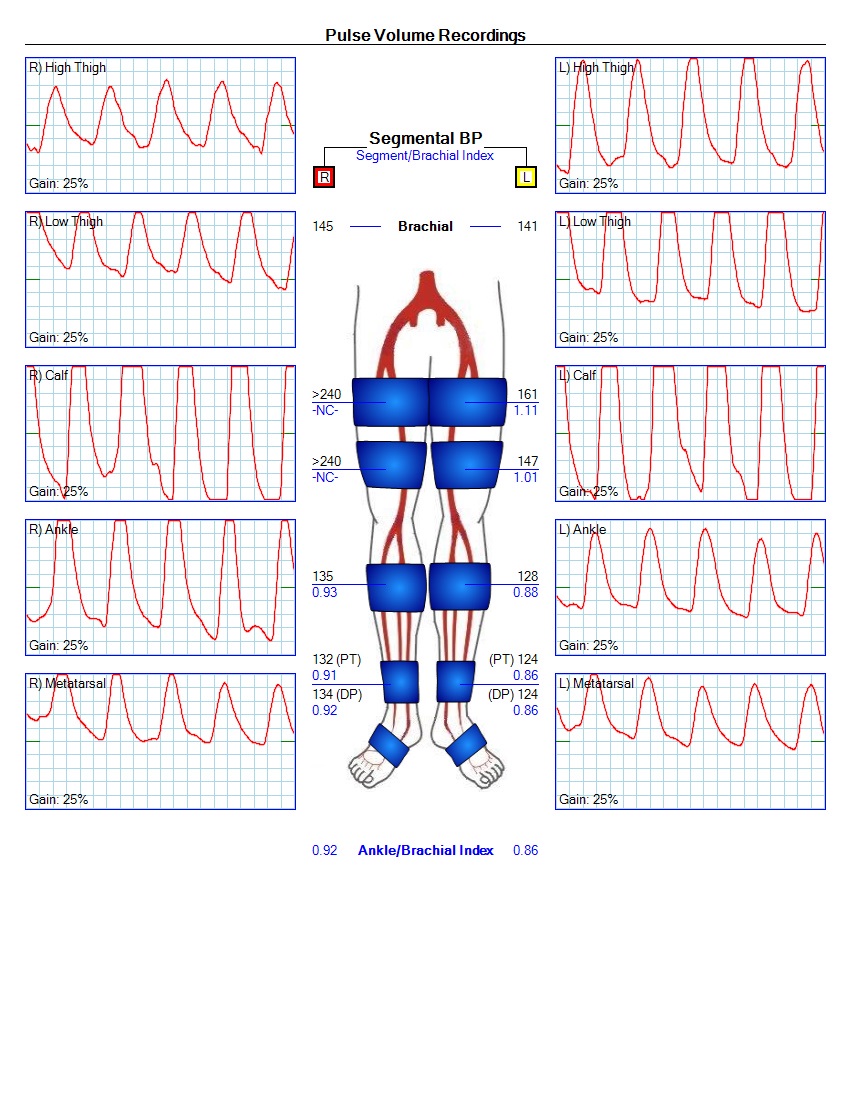 Pulse Volume Recordings
R) High Thigh
Gain: 25%
R) Low Thigh
Gain: 25%
R) Calf
Gain: 25%
R) Ankle
Gain: 25%
R) Metatarsal
Gain: 25%
Segmental BP
Segment/Brachial Index
R L
145 Brachial 141
>240 161
-NC- 1.11
>240 147
-NC- 1.01
135 128
0.93 0.88
132 (PT) (PT) 124
0.91 0.86
134 (DP) (DP) 124
0.92 0.86
0.92 Ankle/Brachial Index 0.86
L) High Thigh
Gain: 25%
L) Low Thigh
Gain: 25%
L) Calf
Gain: 25%
L) Ankle
Gain: 25%
L) Metatarsal
Gain: 25%